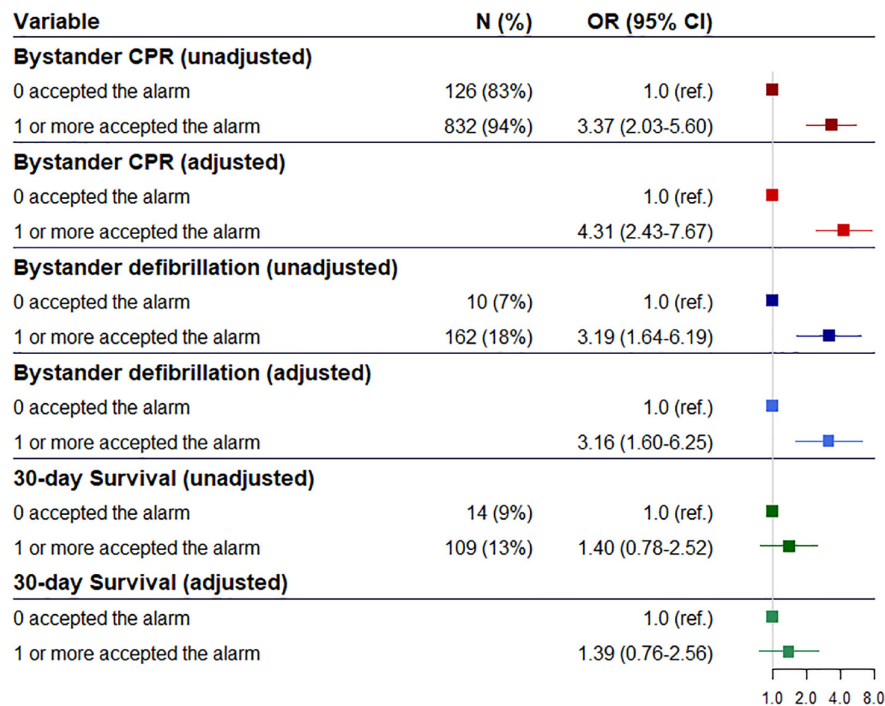 Variable N (%) OR (95% CI)
Bystander CPR (unadjusted)
0 accepted the alarm 126 (83%) 1.0 (ref.)
1 or more accepted the alarm 832 (94%) 3.37 (2.03-5.60)
Bystander CPR (adjusted)
0 accepted the alarm 1.0 (ref.)
1 or more accepted the alarm 4.31 (2.43-7.67)
Bystander defibrillation (unadjusted)
0 accepted the alarm 10 (7%) 1.0 (ref.)
1 or more accepted the alarm 162 (18%) 3.19 (1.64-6.19)
Bystander defibrillation (adjusted)
0 accepted the alarm 1.0 (ref.)
1 or more accepted the alarm 3.16 (1.60-6.25)
30-day Survival (unadjusted)
0 accepted the alarm 14 (9%) 1.0 (ref.)
1 or more accepted the alarm 109 (13%) 1.40 (0.78-2.52)
30-day Survival (adjusted)
0 accepted the alarm 1.0 (ref.)
1 or more accepted the alarm 1.39 (0.76-2.56)
1.0 2.0 4.0 8.0